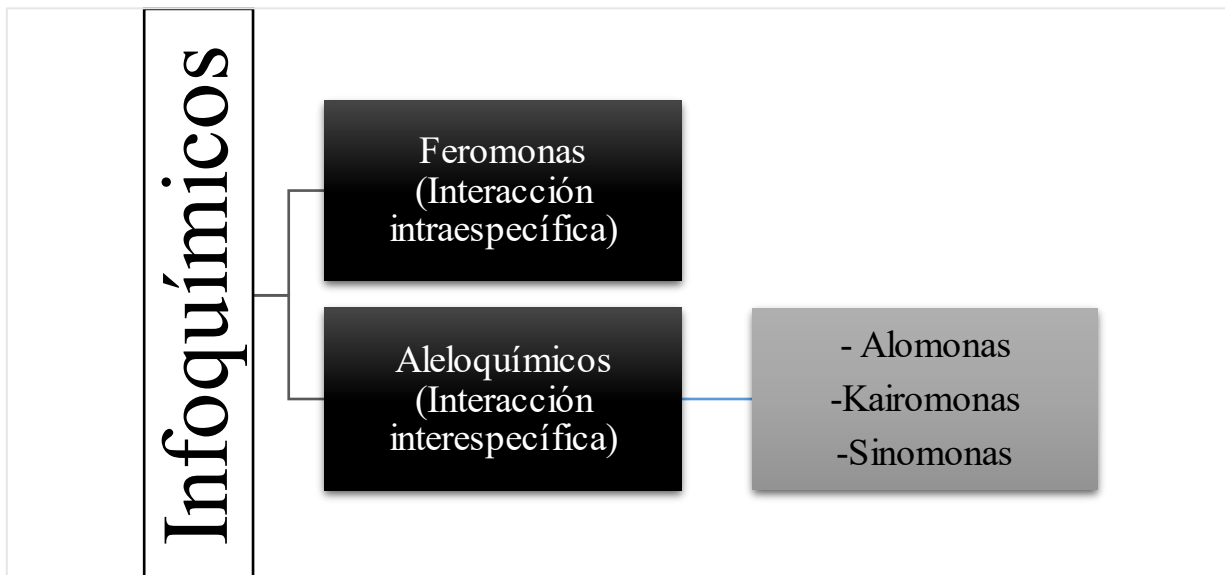 Infoquímicos
Feromonas
(Interacción
intraespecífica)
Aleloquímicos
(Interacción
interespecífica)
- Alomonas
-Kairomonas
-Sinomonas